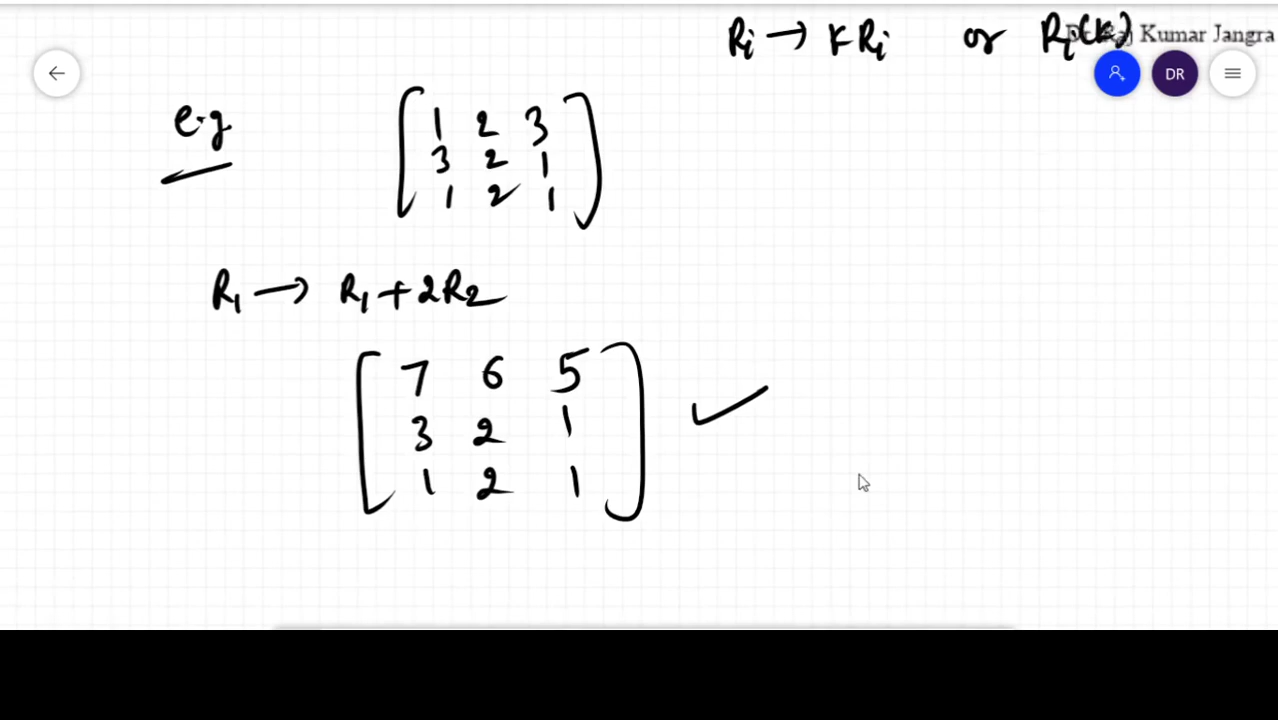 Ri → kRi or Ri(k)
Kumar Jangra
DR
e.g
1 2 3
3 2 1
1 2 1
R1 → R1 + 2R2
7 6 5
3 2 1
1 2 1